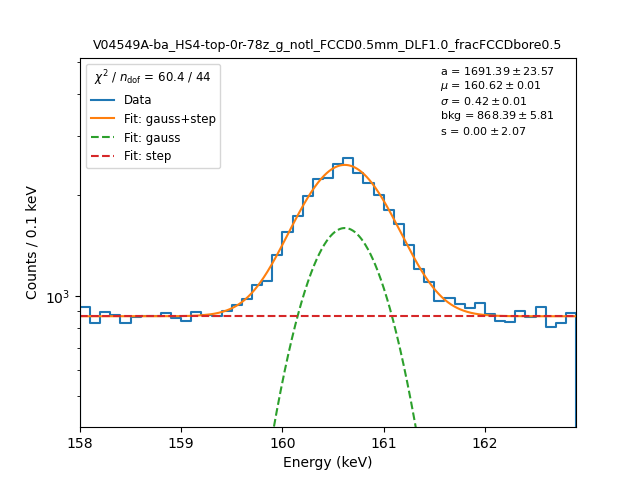 V04549A-ba_HS4-top-0r-78z_g_notl_FCCD0.5mm_DLF1.0_fracFCCDbore0.5
χ² / n_dof = 60.4 / 44
Data
Fit: gauss+step
Fit: gauss
Fit: step
a = 1691.39 ± 23.57
μ = 160.62 ± 0.01
σ = 0.42 ± 0.01
bkg = 868.39 ± 5.81
s = 0.00 ± 2.07
Counts / 0.1 keV
10³
158 159 160 161 162
Energy (keV)